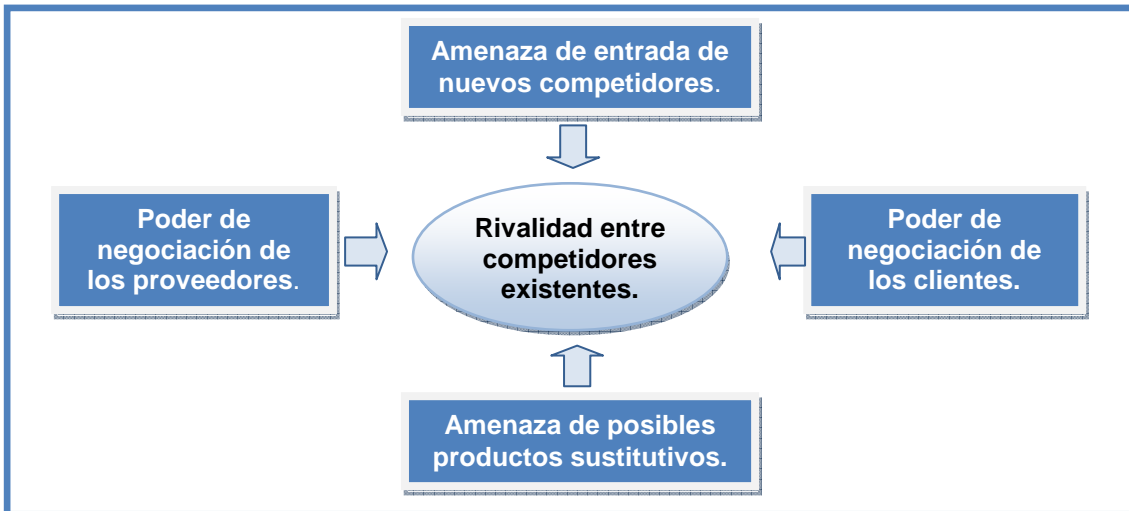 Amenaza de entrada de
nuevos competidores.
Poder de
negociación de
los proveedores.
Rivalidad entre
competidores
existentes.
Poder de
negociación de
los clientes.
Amenaza de posibles
productos sustitutivos.